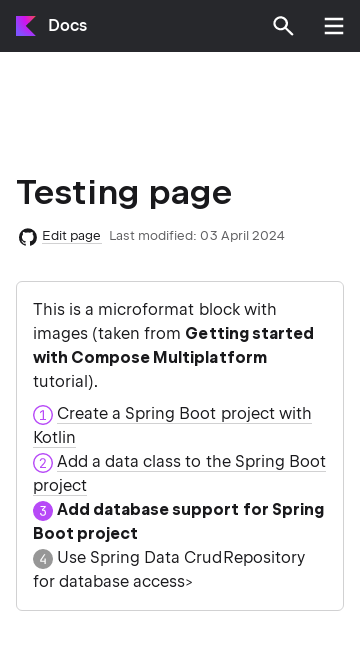 Docs
Testing page
Edit page Last modified: 03 April 2024
This is a microformat block with
images (taken from Getting started
with Compose Multiplatform
tutorial).
1 Create a Spring Boot project with
Kotlin
2 Add a data class to the Spring Boot
project
3 Add database support for Spring
Boot project
4 Use Spring Data CrudRepository
for database access>